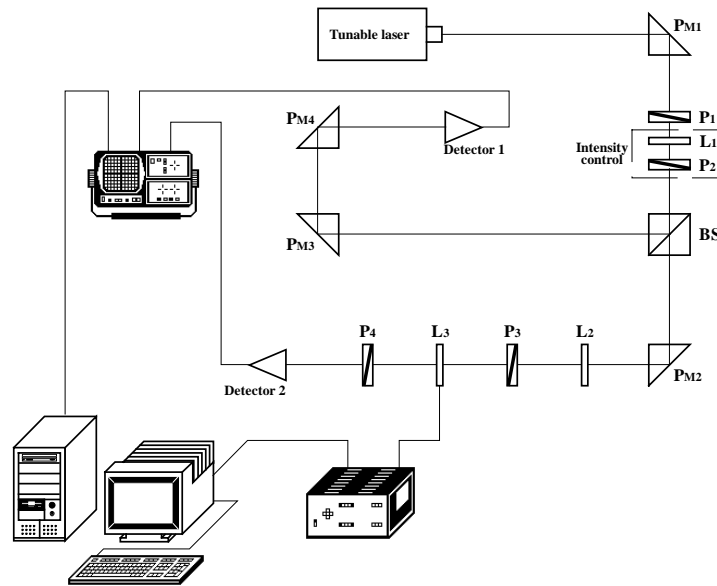 Tunable laser
PM1
P1
Intensity
control
L1
P2
PM4
Detector 1
PM3
BS
P4
L3
P3
L2
PM2
Detector 2